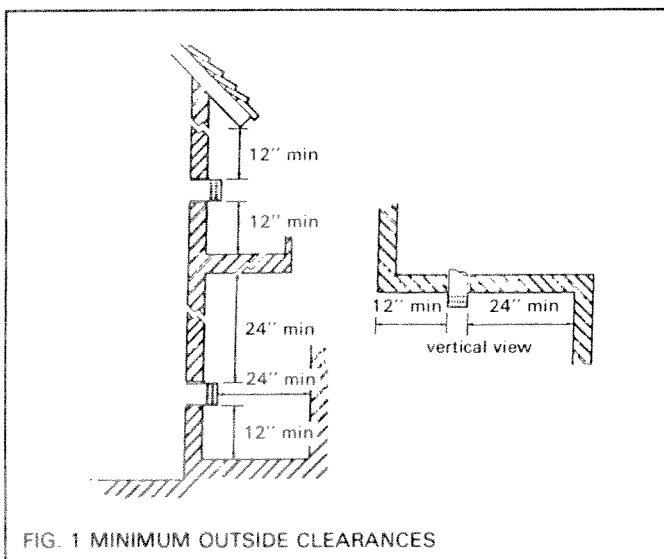 12" min
12" min
24" min
24" min
12" min
12" min
24" min
vertical view
FIG. 1 MINIMUM OUTSIDE CLEARANCES